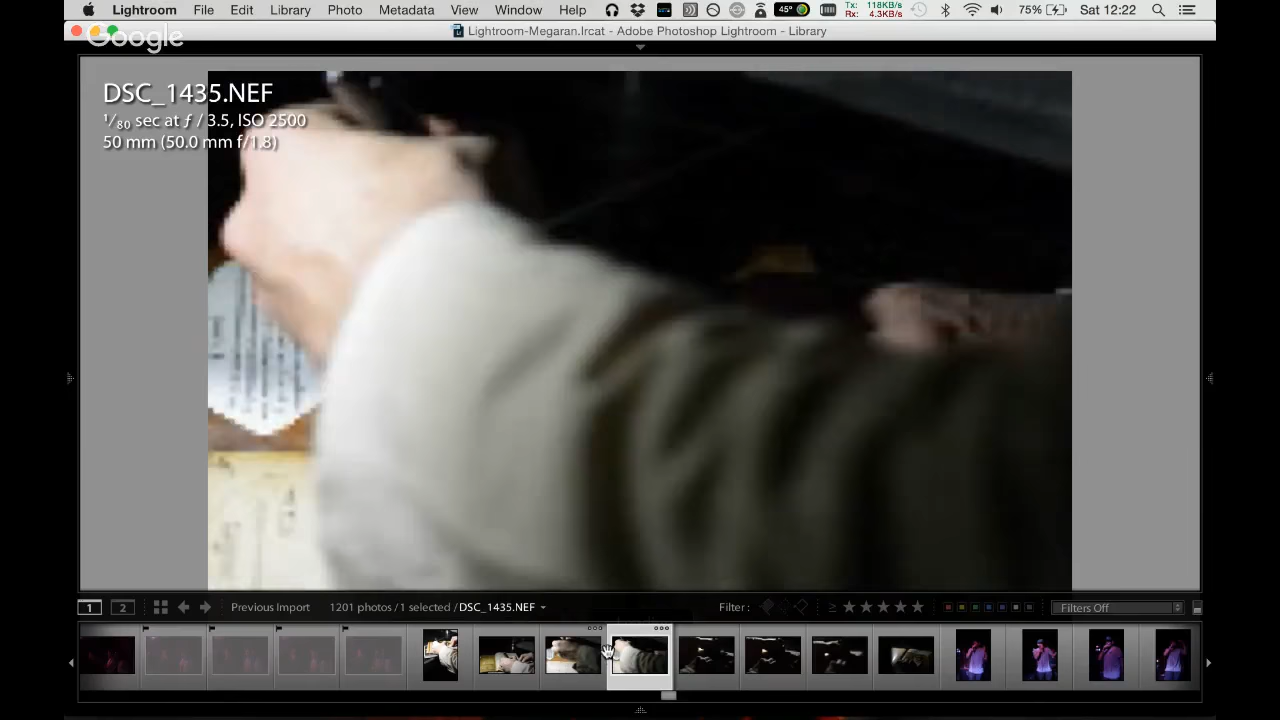 Lightroom File Edit Library Photo Metadata View Window Help 45° Tx: 118KB/s Rx: 4.3KB/s 75% Sat 12:22
Google
Lightroom-Megaran.lrcat - Adobe Photoshop Lightroom - Library
DSC_1435.NEF
1/80 sec at ƒ / 3.5, ISO 2500
50 mm (50.0 mm f/1.8)
1 2 Previous Import 1201 photos / 1 selected / DSC_1435.NEF Filter : ≥ ★★★★★ Filters Off